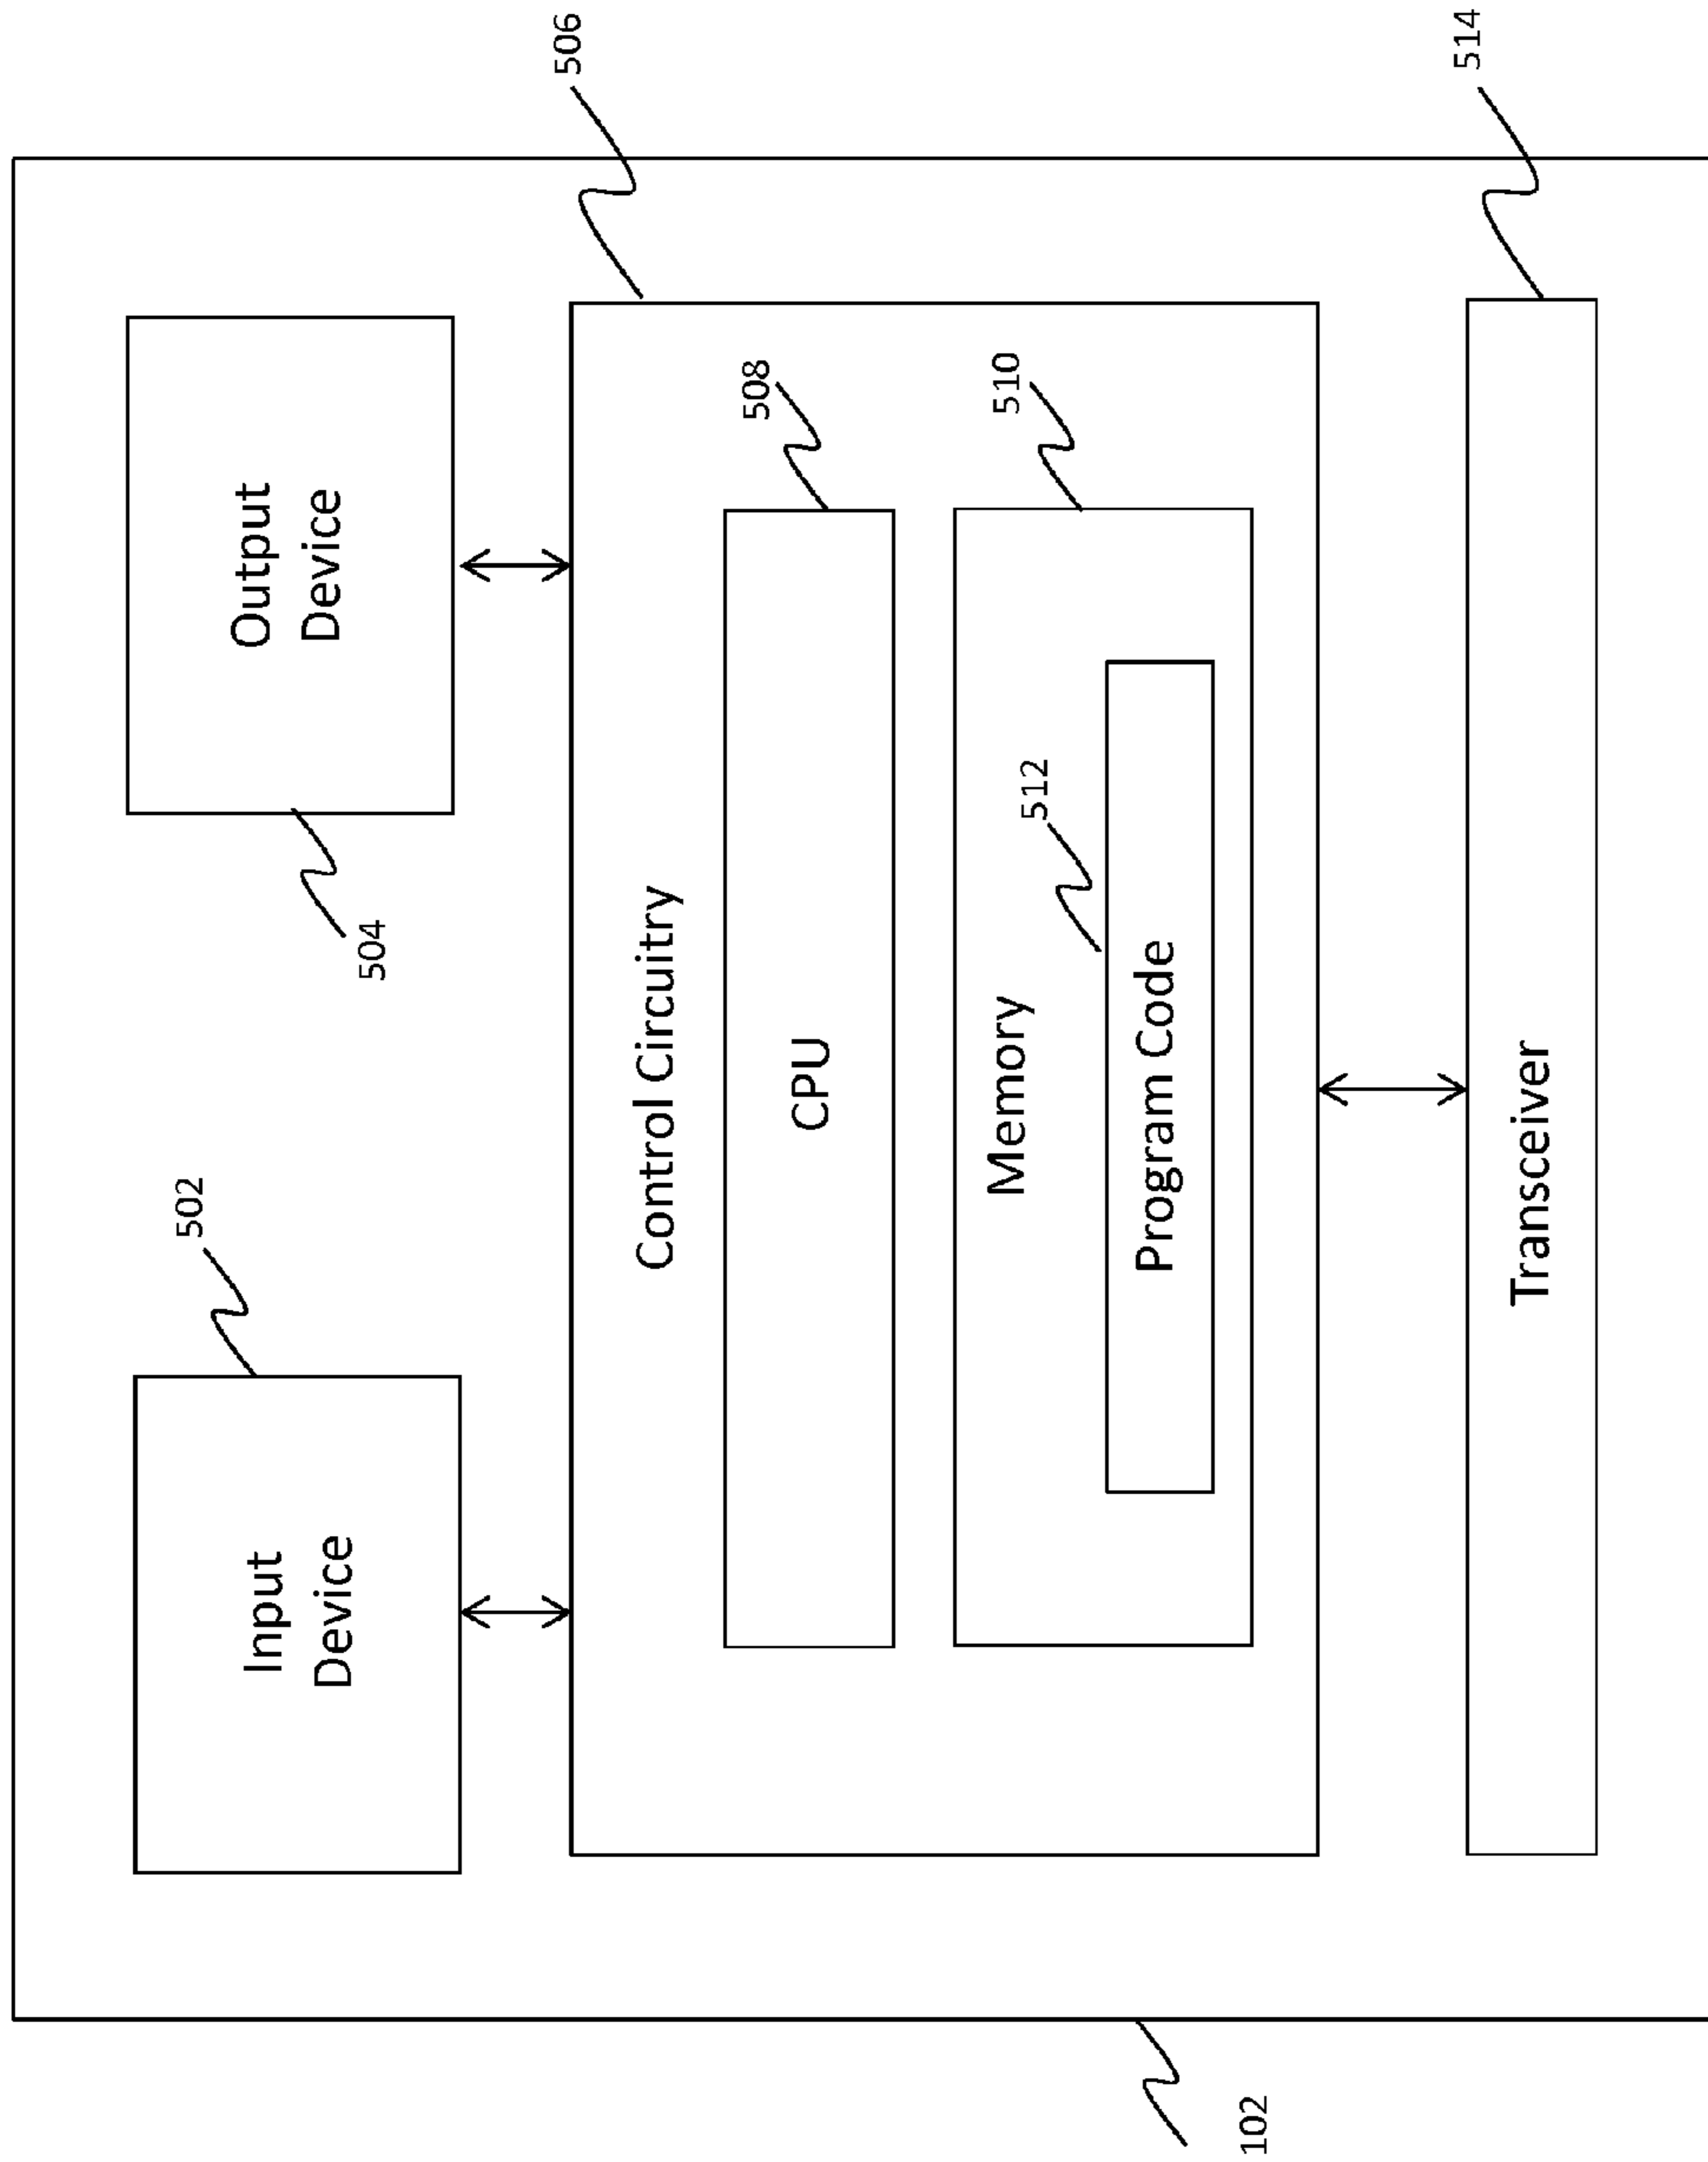 Input
Device
502
Output
Device
504
506
Control Circuitry
CPU
508
Memory
510
512
Program Code
Transceiver
514
102